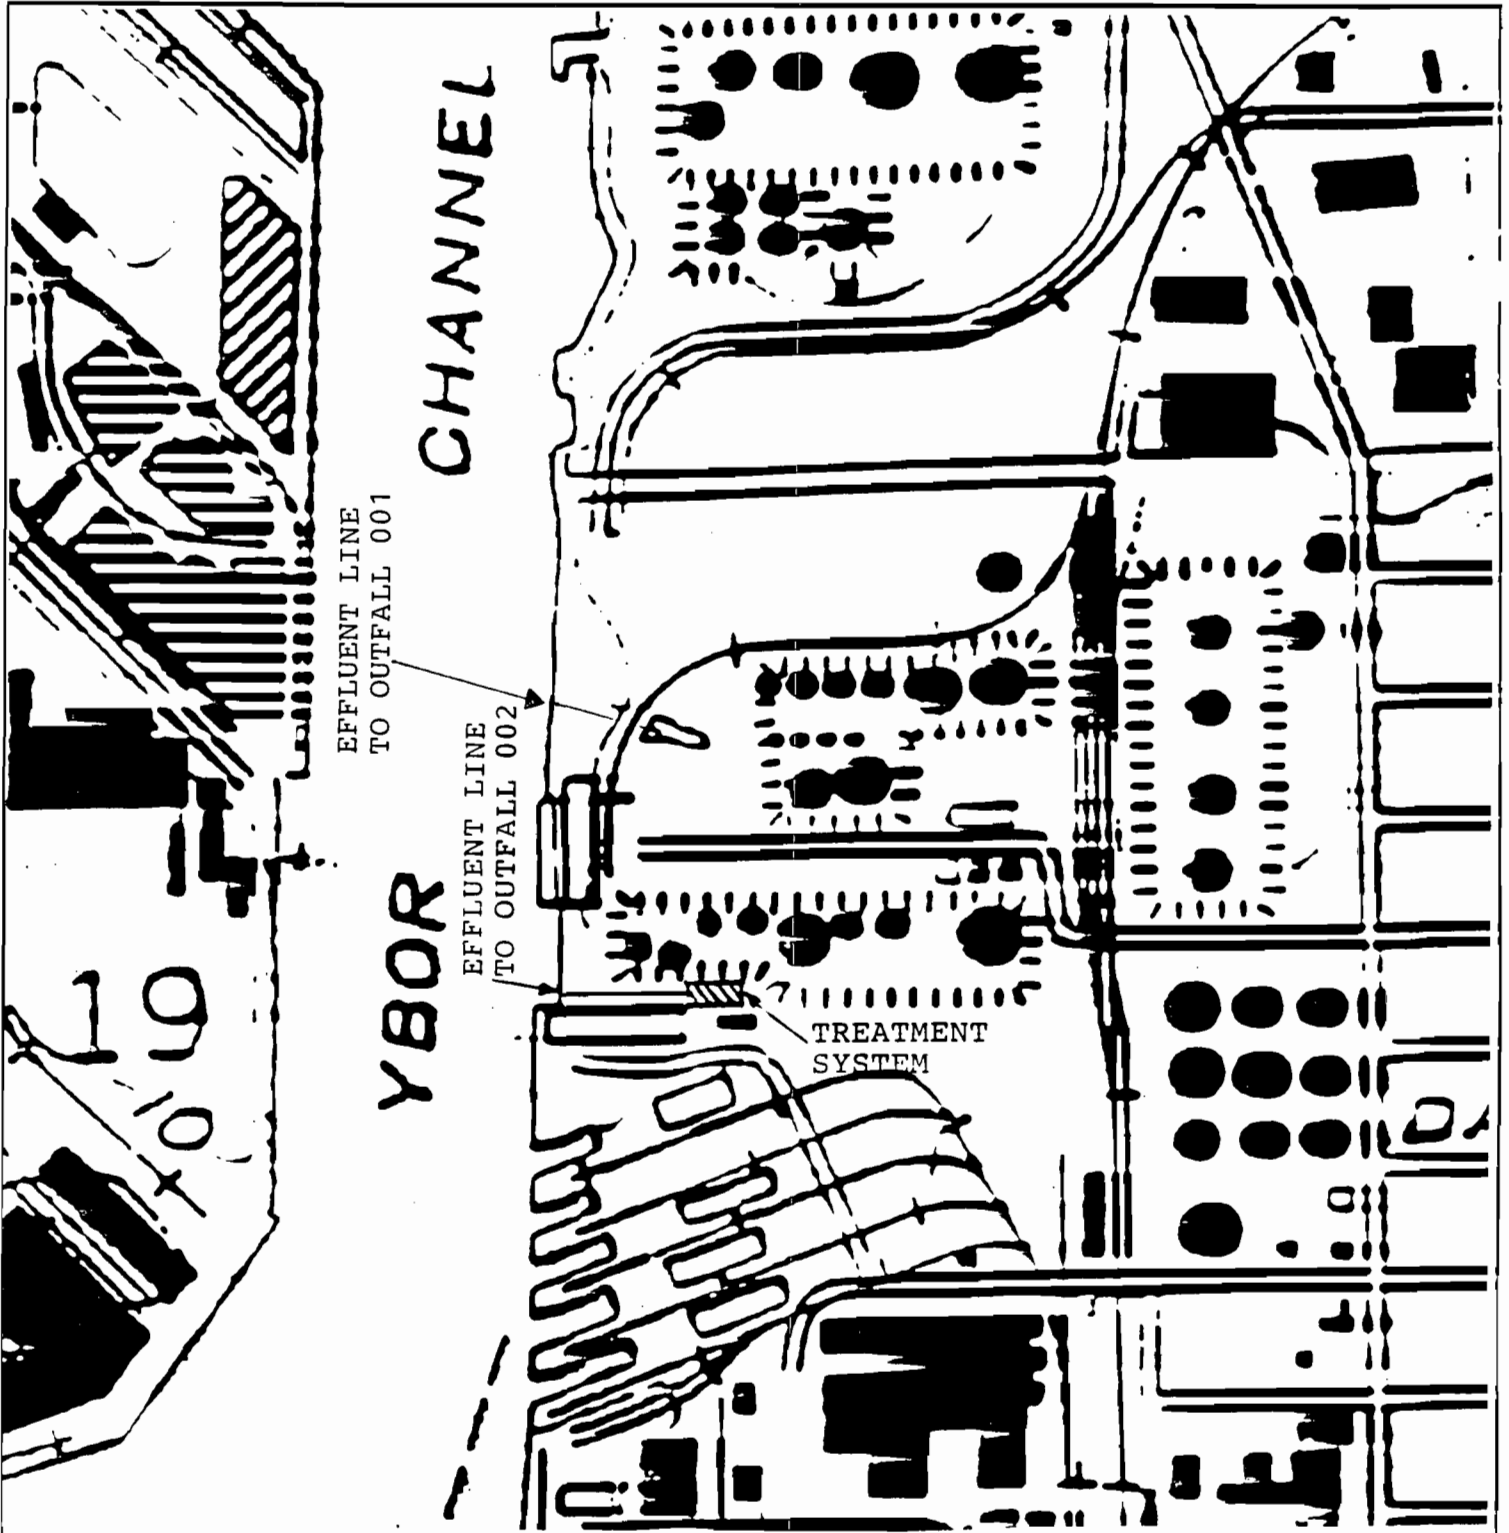 CHANNEL
EFFLUENT LINE
TO OUTFALL 001
EFFLUENT LINE
TO OUTFALL 002
YBOR
19
TREATMENT
SYSTEM